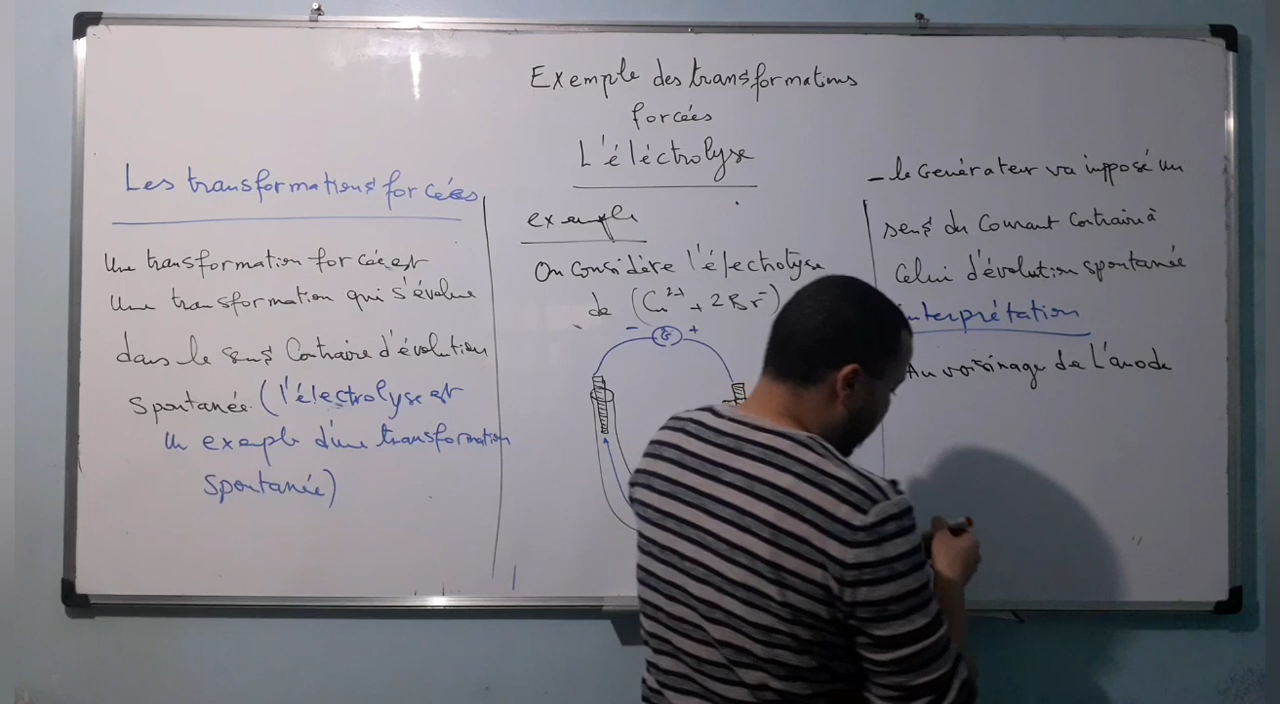 Les transformations forcées
Une transformation forcée est
Une transformation qui s'évolue
dans le sens Contraire d'évolution
Spontanée. (l'électrolyse est
Un exemple d'une transformation
Spontanée)
Exemple des transformations
forcées
L'éléctrolyse
exemple
On considère l'électrolyse
de (Cu²⁺ + 2Br⁻)
- G +
- le Générateur va impposé un
sens du Courant Contraire à
Celui d'évolution spontanée
interprétation
Au voisinage de L'anode